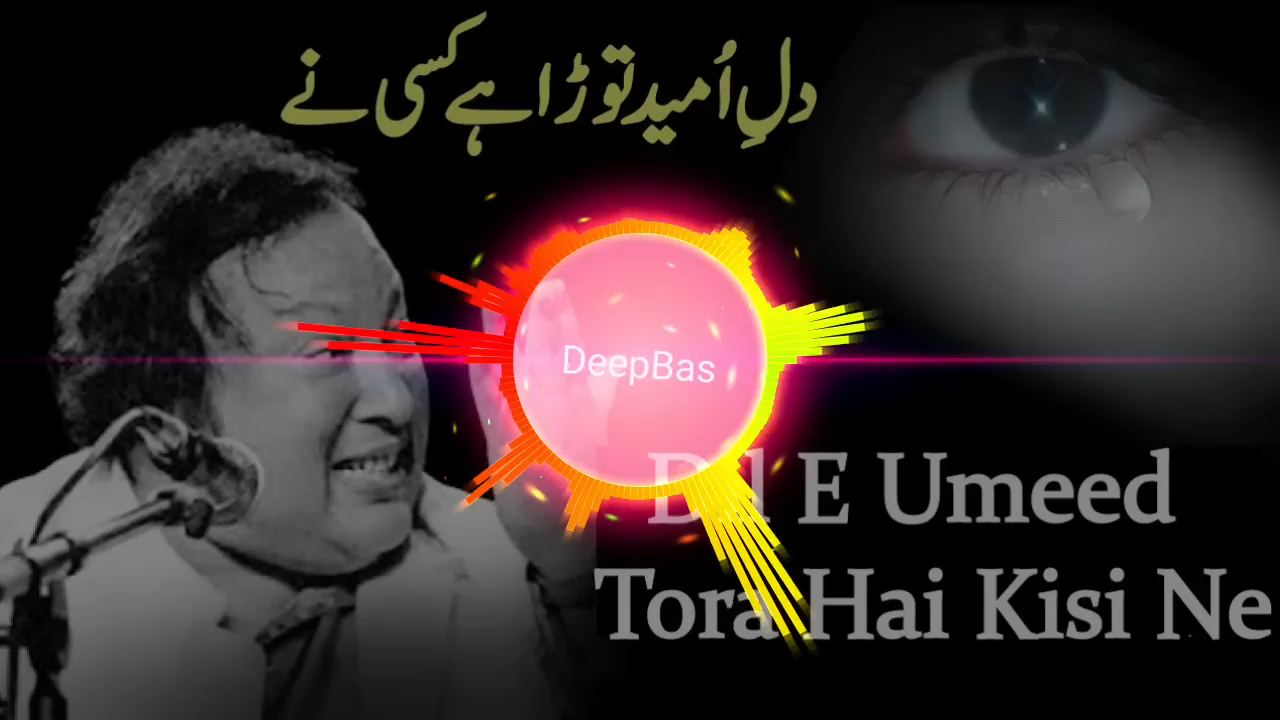 دلِ اُمید توڑا ہے کسی نے
DeepBas
Dil E Umeed
Tora Hai Kisi Ne